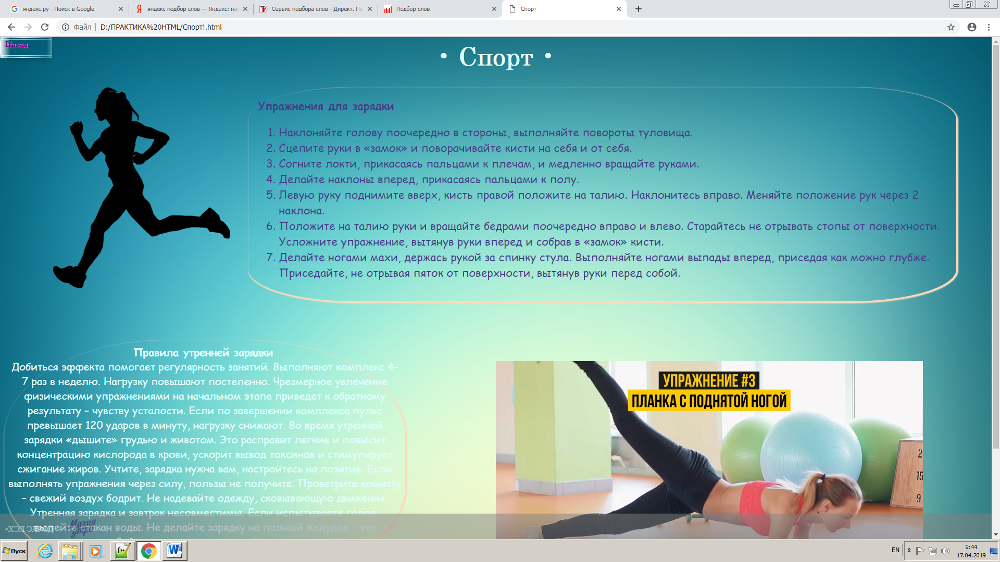 яндекс.ру - Поиск в Google
яндекс подбор слов — Яндекс: на
Сервис подбора слов - Директ. По
Подбор слов
Спорт
Файл
D:/ПРАКТИКА%20HTML/Спорт!.html
Назад
• Спорт •
Упражнения для зарядки
1. Наклоняйте голову поочередно в стороны, выполняйте повороты туловища.
2. Сцепите руки в «замок» и поворачивайте кисти на себя и от себя.
3. Согните локти, прикасаясь пальцами к плечам, и медленно вращайте руками.
4. Делайте наклоны вперед, прикасаясь пальцами к полу.
5. Левую руку поднимите вверх, кисть правой положите на талию. Наклонитесь вправо. Меняйте положение рук через 2
наклона.
6. Положите на талию руки и вращайте бедрами поочередно вправо и влево. Старайтесь не отрывать стопы от поверхности.
Усложните упражнение, вытянув руки вперед и собрав в «замок» кисти.
7. Делайте ногами махи, держась рукой за спинку стула. Выполняйте ногами выпады вперед, приседая как можно глубже.
Приседайте, не отрывая пяток от поверхности, вытянув руки перед собой.
Правила утренней зарядки
Добиться эффекта помогает регулярность занятий. Выполняют комплекс 4-
7 раз в неделю. Нагрузку повышают постепенно. Чрезмерное увлечение
физическими упражнениями на начальном этапе приведет к обратному
результату – чувству усталости. Если по завершении комплекса пульс
превышает 120 ударов в минуту, нагрузку снижают. Во время утренней
зарядки «дышите» грудью и животом. Это расправит легкие и повысит
концентрацию кислорода в крови, ускорит вывод токсинов и стимулирует
сжигание жиров. Учтите, зарядка нужна вам, настройтесь на позитив. Если
выполнять упражнения через силу, пользы не получите. Проветрите комнату
– свежий воздух бодрит. Не надевайте одежду, сковывающую движения.
Утренняя зарядка и завтрак несовместимы. Если испытываете голод,
выпейте стакан воды. Не делайте зарядку на полный желудок – это
•ХЭЛ
Магия
утра
УПРАЖНЕНИЕ #3
ПЛАНКА С ПОДНЯТОЙ НОГОЙ
2
15
9
Пуск
EN
9:44
17.04.2019